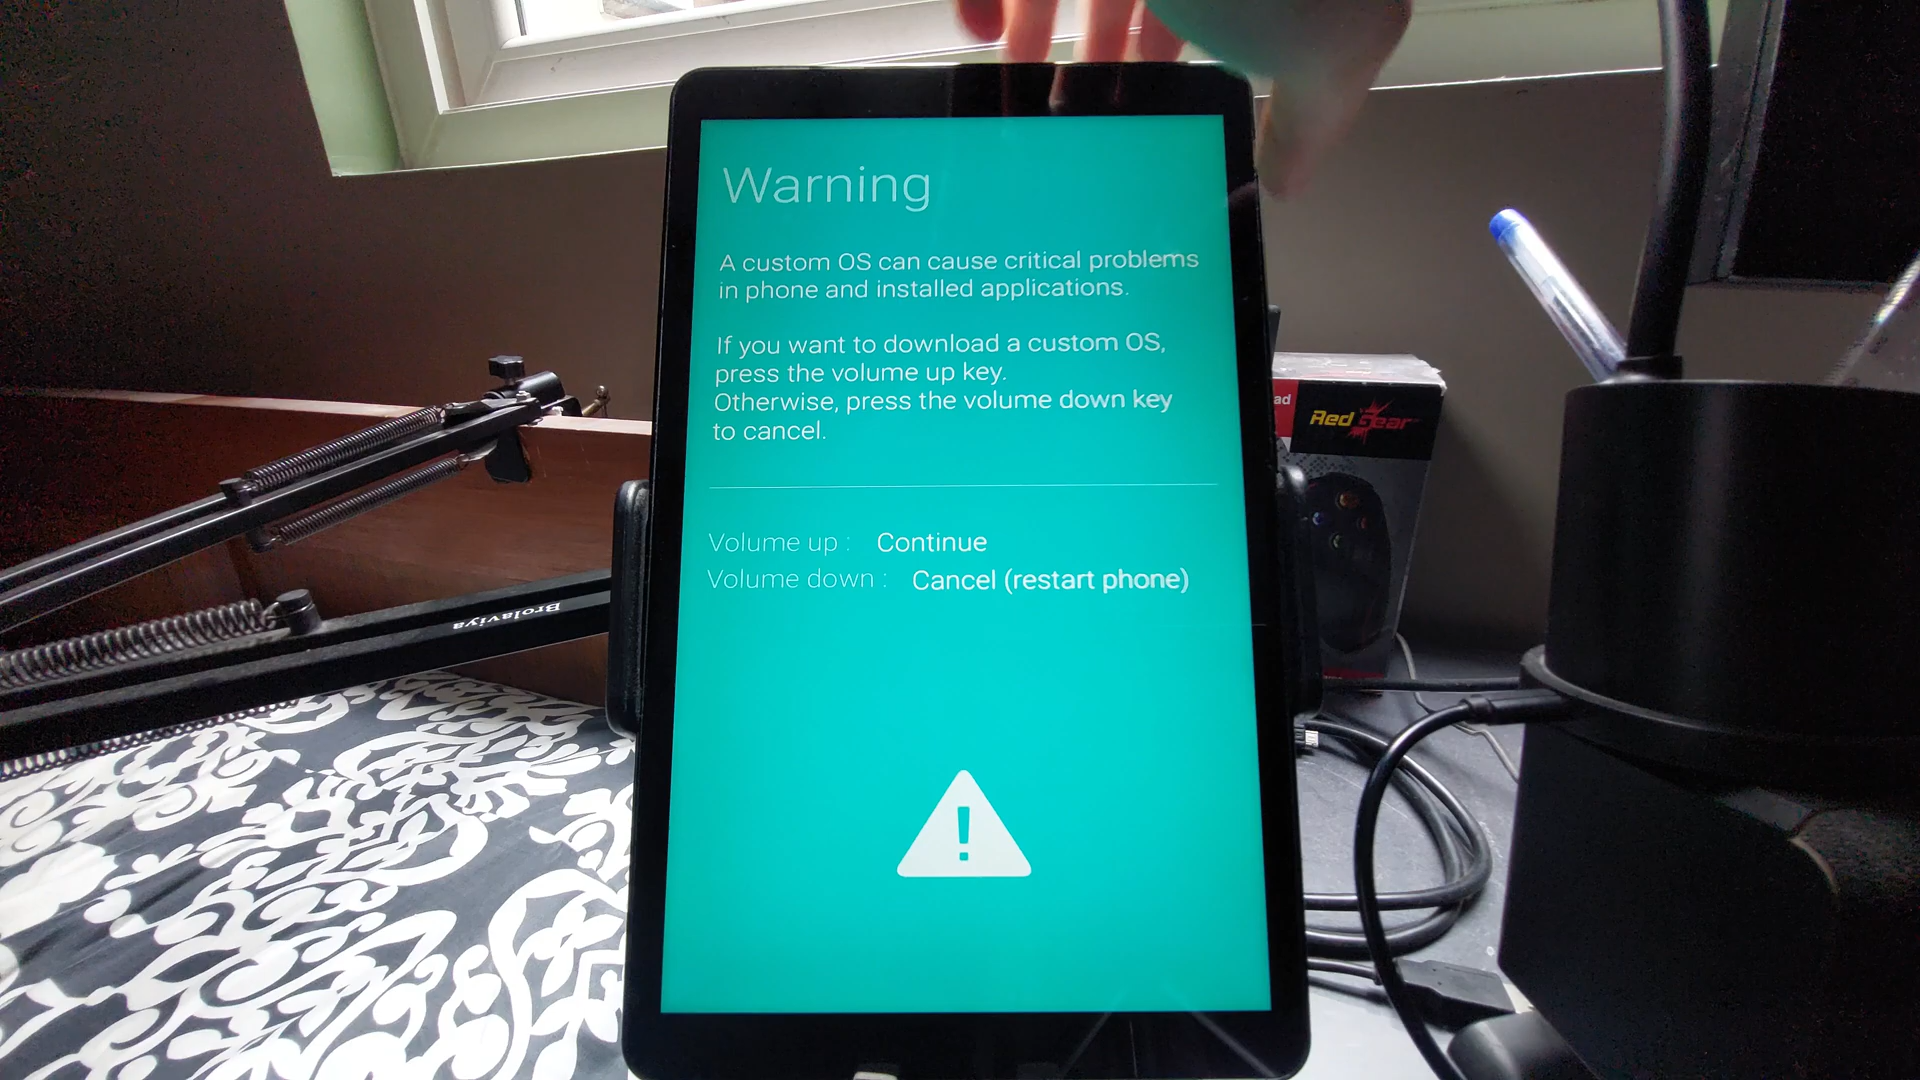 Warning
A custom OS can cause critical problems
in phone and installed applications.
If you want to download a custom OS,
press the volume up key.
Otherwise, press the volume down key
to cancel.
Volume up : Continue
Volume down : Cancel (restart phone)
ad
Red Gear
Brolaviya